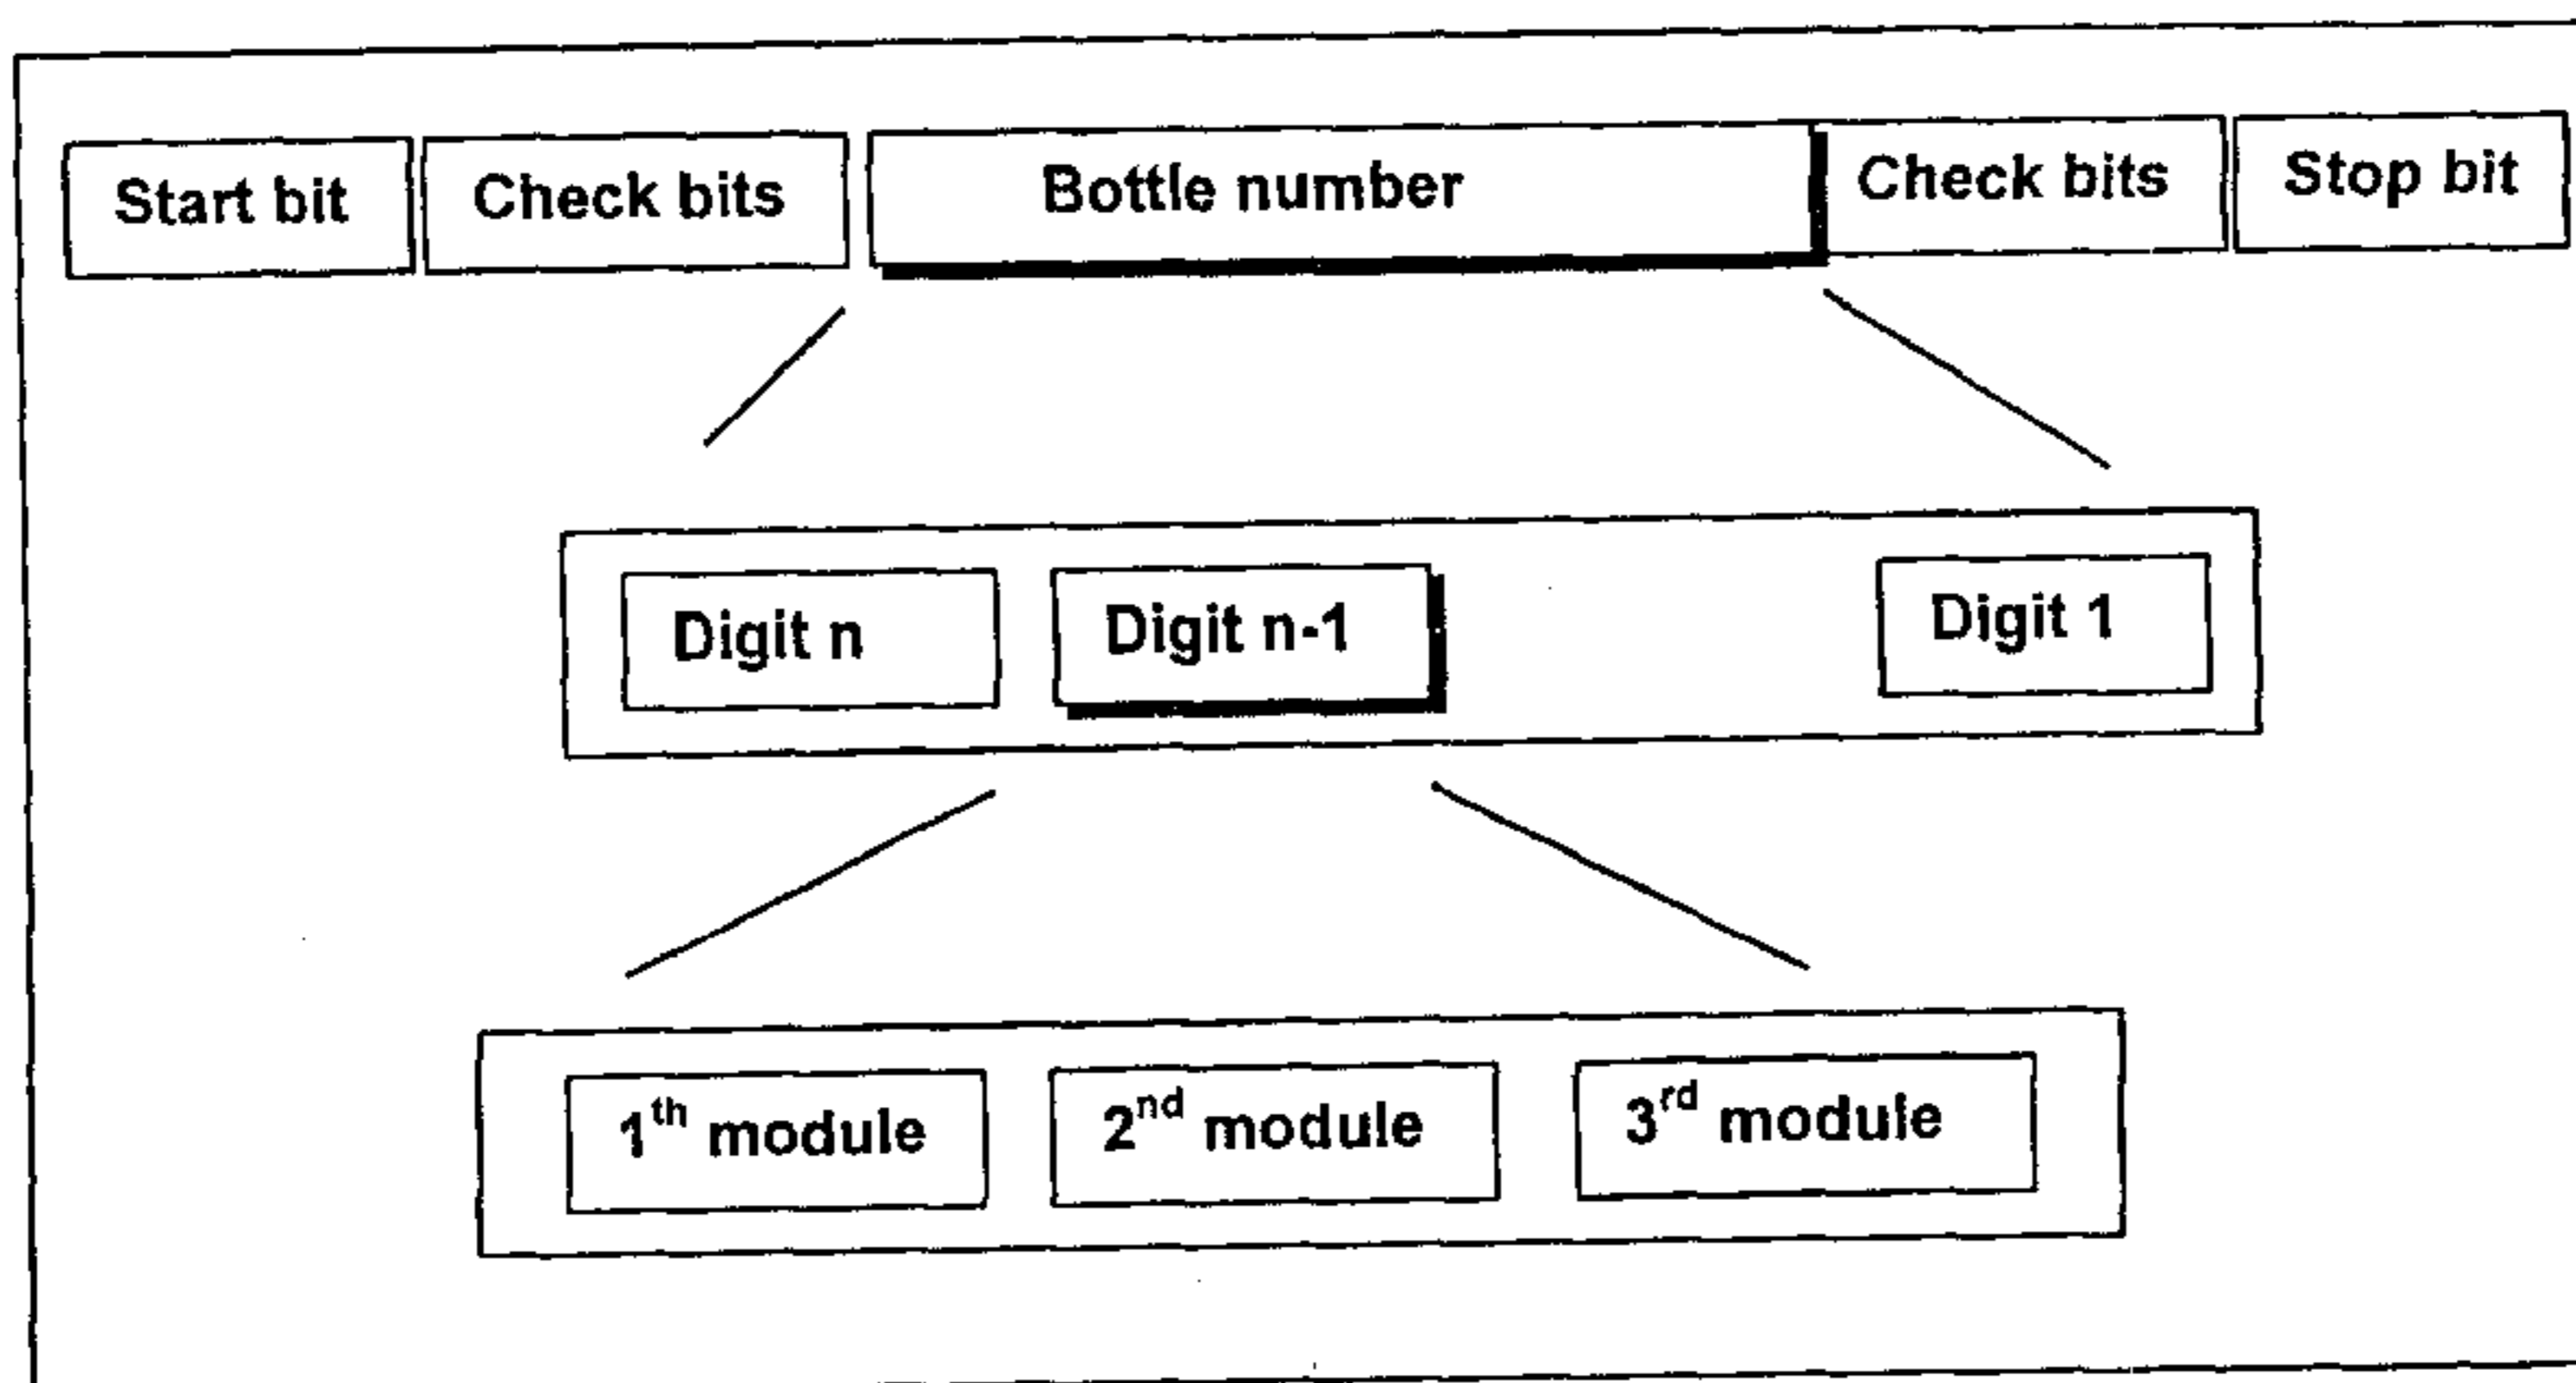 Start bit Check bits Bottle number Check bits Stop bit
Digit n Digit n-1 Digit 1
1th module 2nd module 3rd module